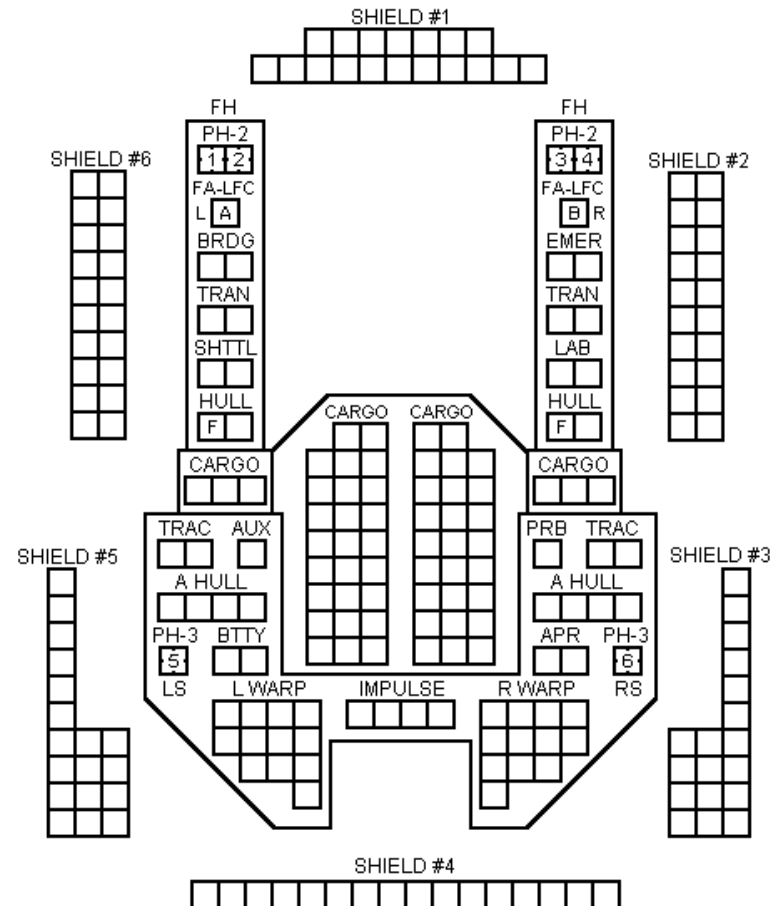 SHIELD #1
FH FH
PH-2 PH-2
1 2 3 4
SHIELD #6 SHIELD #2
FA-LFC FA-LFC
L A B R
BRDG EMER
TRAN TRAN
SHTTL LAB
HULL CARGO CARGO HULL
F F
CARGO CARGO
TRAC AUX PRB TRAC
SHIELD #5 SHIELD #3
A HULL A HULL
PH-3 BTTY APR PH-3
5 6
LS L WARP IMPULSE R WARP RS
SHIELD #4